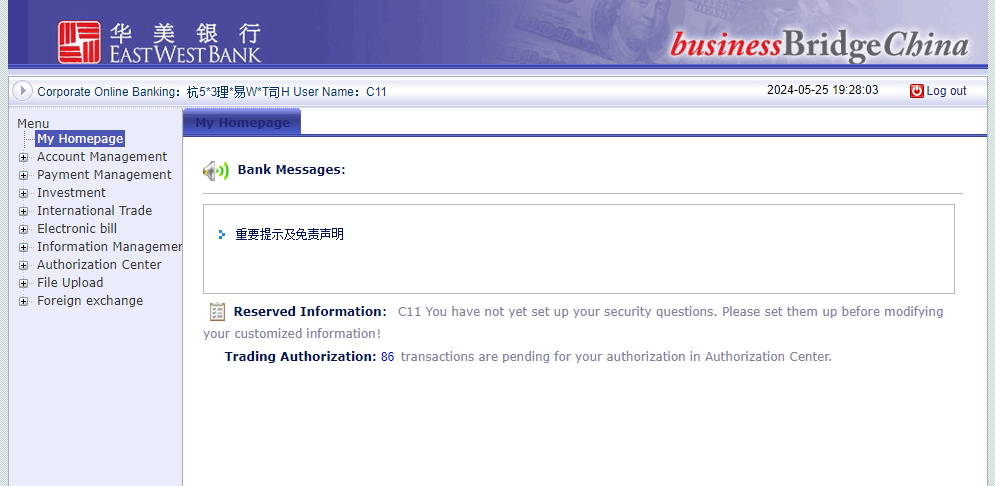 华美银行
EASTWESTBANK
businessBridgeChina
Corporate Online Banking：杭5*3理*易W*T司H User Name：C11
2024-05-25 19:28:03
Log out
Menu
My Homepage
Account Management
Payment Management
Investment
International Trade
Electronic bill
Information Managemer
Authorization Center
File Upload
Foreign exchange
My Homepage
Bank Messages:
重要提示及免责声明
Reserved Information: C11 You have not yet set up your security questions. Please set them up before modifying
your customized information!
Trading Authorization: 86 transactions are pending for your authorization in Authorization Center.